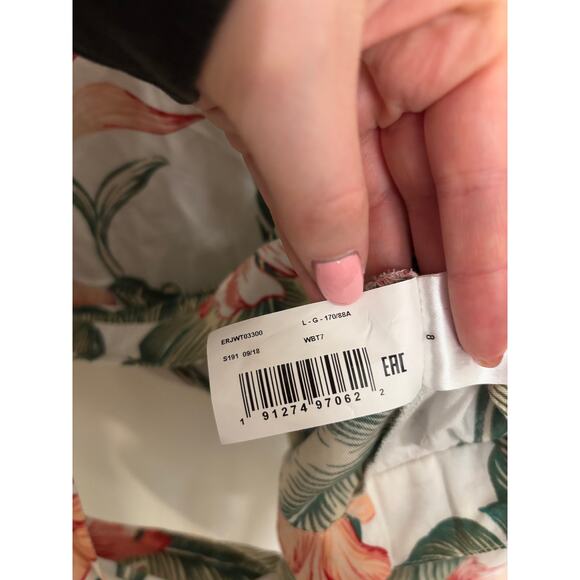 ERJWT03300 L - G - 170/88A
S191 09/18 WBT7
EAC
1 91274 97062 2
8